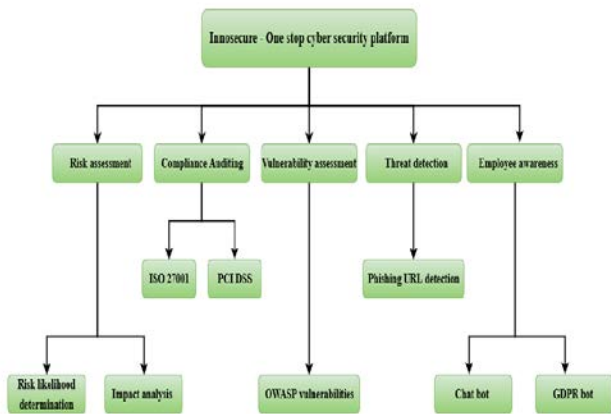 Innosecure - One stop cyber security platform
Risk assessment
Compliance Auditing
Vulnerability assessment
Threat detection
Employee awareness
ISO 27001
PCI DSS
Phishing URL detection
Risk likelihood
determination
Impact analysis
OWASP vulnerabilities
Chat bot
GDPR bot